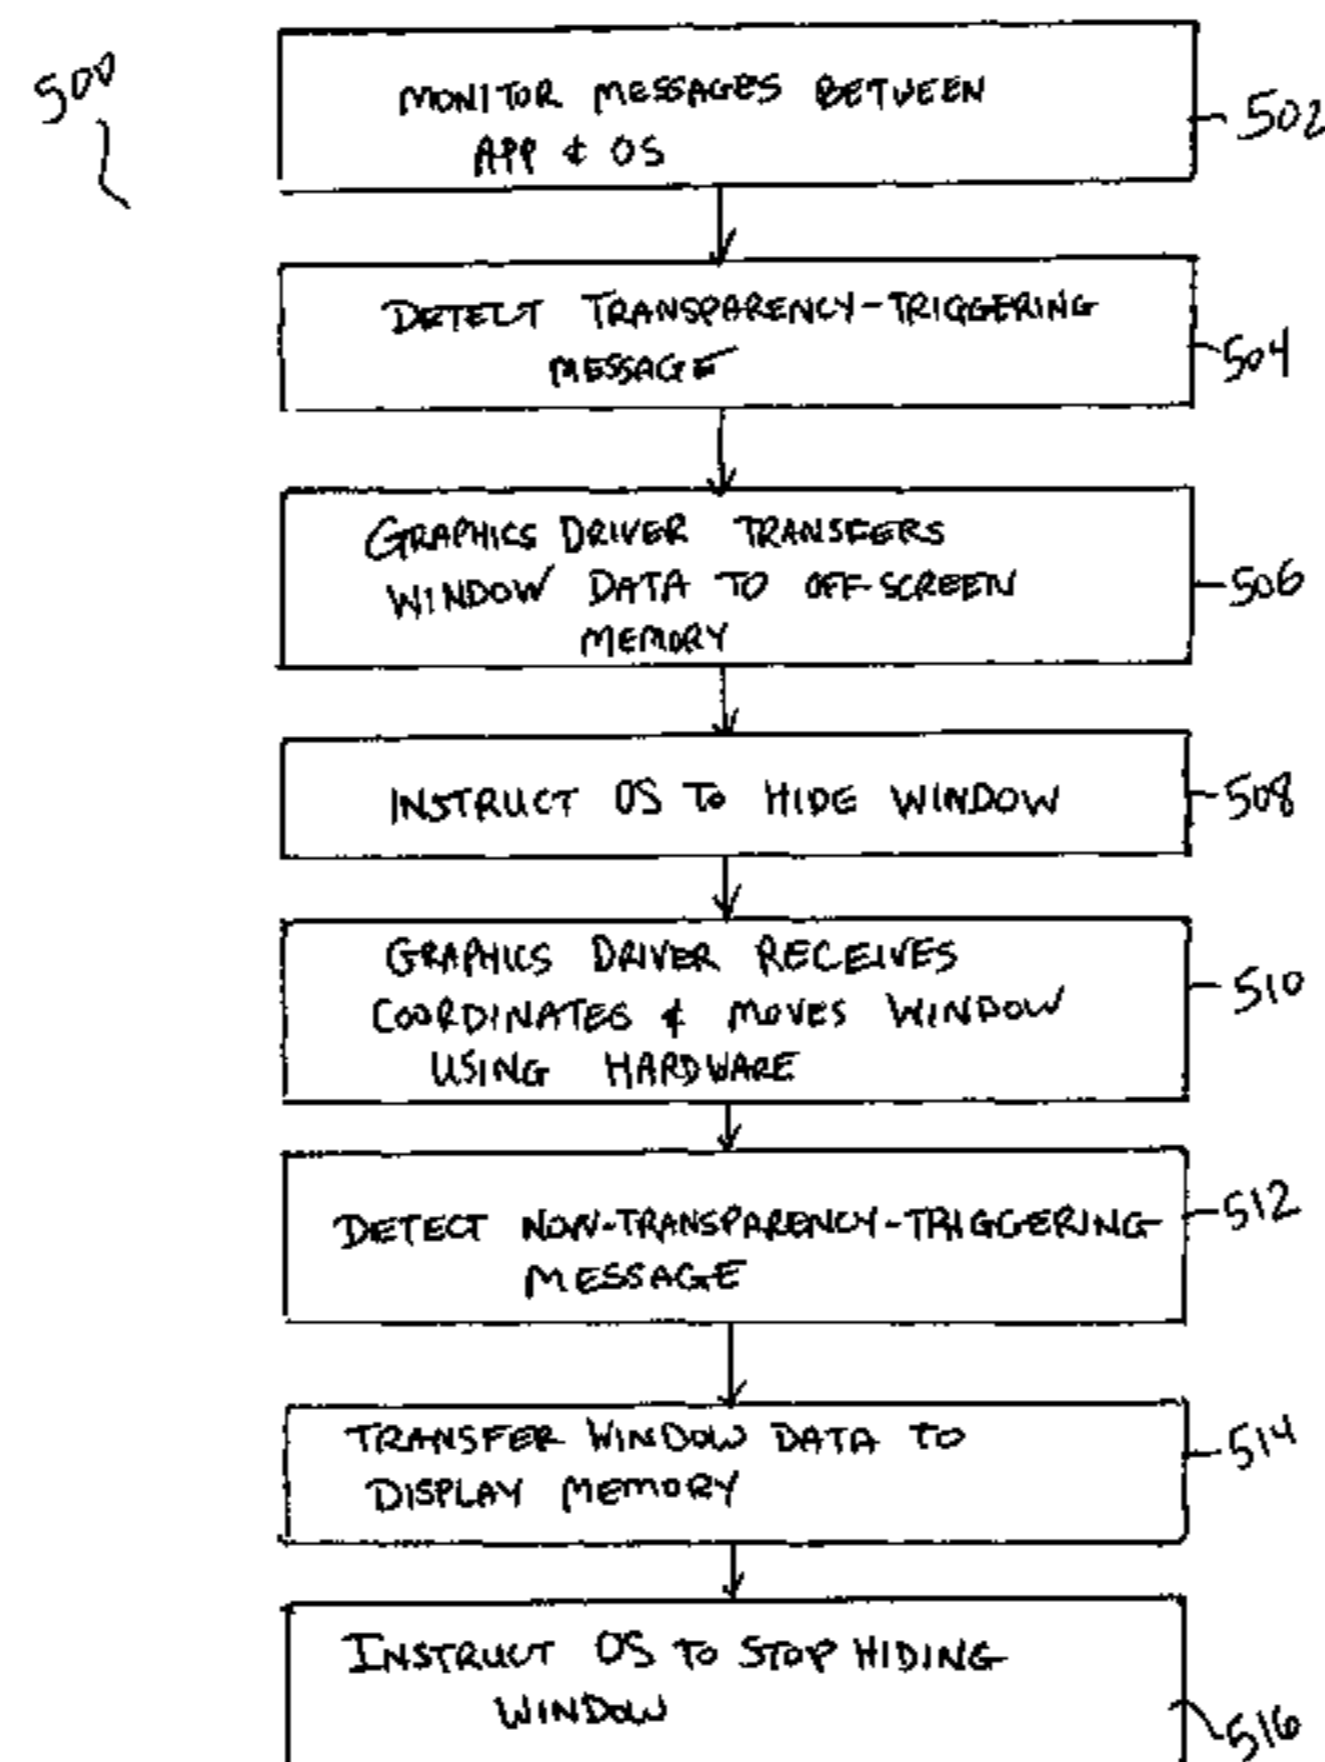 500
MONITOR MESSAGES BETWEEN
APP & OS
502
DETECT TRANSPARENCY-TRIGGERING
MESSAGE
504
GRAPHICS DRIVER TRANSFERS
WINDOW DATA TO OFF-SCREEN
MEMORY
506
INSTRUCT OS TO HIDE WINDOW
508
GRAPHICS DRIVER RECEIVES
COORDINATES & MOVES WINDOW
USING HARDWARE
510
DETECT NON-TRANSPARENCY-TRIGGERING
MESSAGE
512
TRANSFER WINDOW DATA TO
DISPLAY MEMORY
514
INSTRUCT OS TO STOP HIDING
WINDOW
516